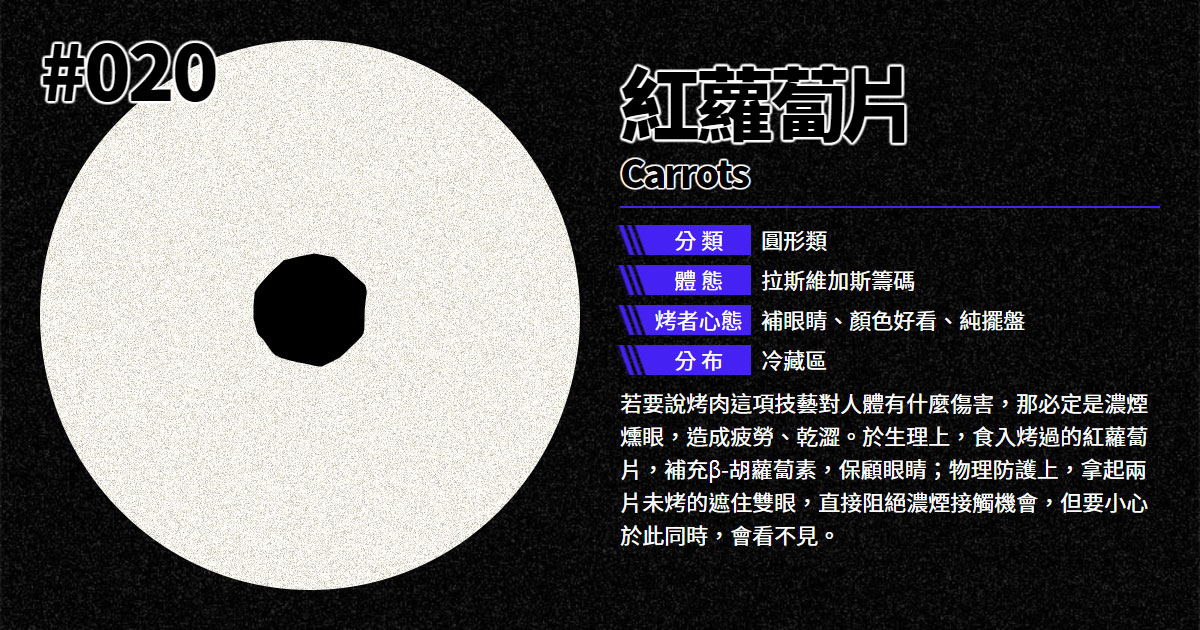 #020
紅蘿蔔片
Carrots
分類 圓形類
體態 拉斯維加斯籌碼
烤者心態 補眼睛、顏色好看、純擺盤
分布 冷藏區
若要說烤肉這項技藝對人體有什麼傷害，那必定是濃煙
燻眼，造成疲勞、乾澀。於生理上，食入烤過的紅蘿蔔
片，補充β-胡蘿蔔素，保顧眼睛；物理防護上，拿起兩
片未烤的遮住雙眼，直接阻絕濃煙接觸機會，但要小心
於此同時，會看不見。